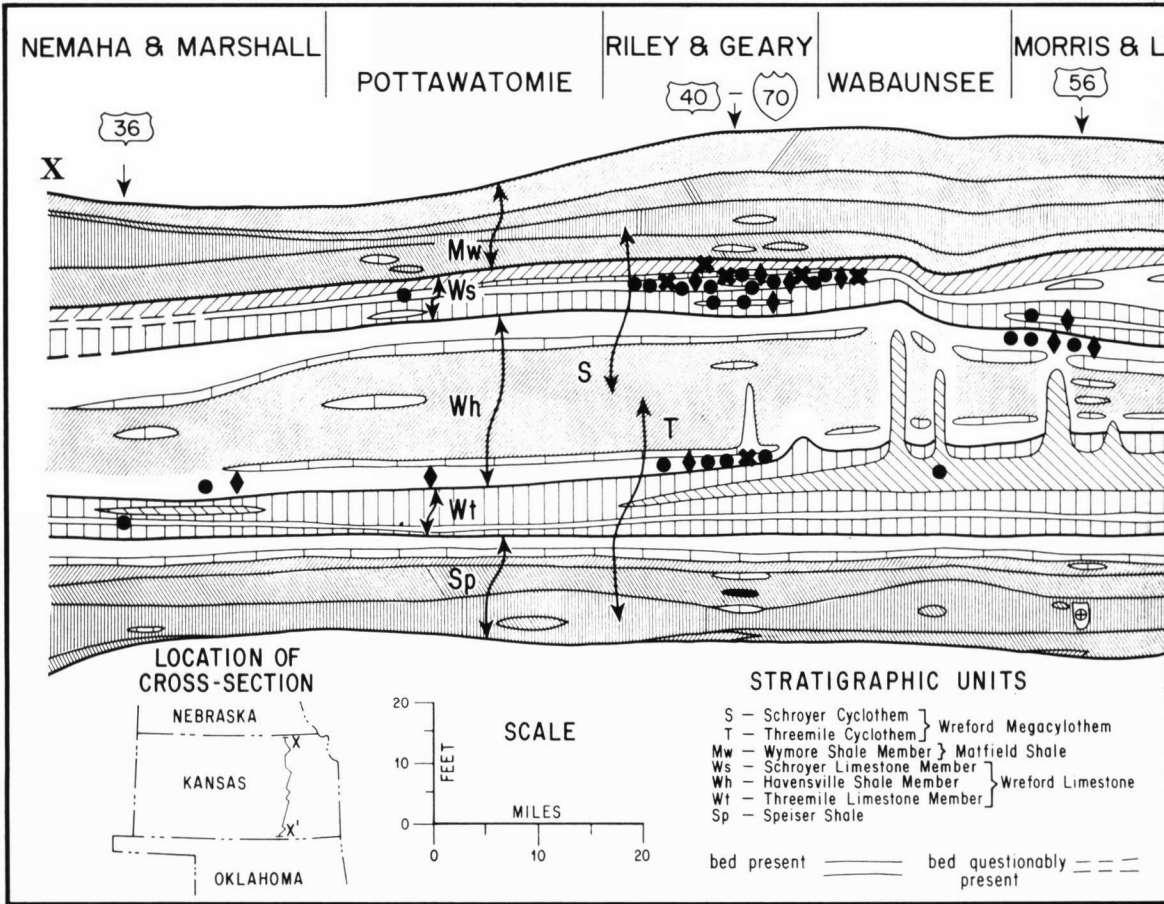 NEMAHA & MARSHALL
POTTAWATOMIE
RILEY & GEARY
WABAUNSEE
MORRIS & L
36
40 – 70
56
X
Mw
Ws
S
Wh
T
Wt
Sp
LOCATION OF
CROSS-SECTION
NEBRASKA
X
KANSAS
X'
OKLAHOMA
SCALE
20
10
0
FEET
MILES
0 10 20
STRATIGRAPHIC UNITS
S – Schroyer Cyclothem
T – Threemile Cyclothem
Wreford Megacylothem
Mw – Wymore Shale Member } Matfield Shale
Ws – Schroyer Limestone Member
Wh – Havensville Shale Member
Wt – Threemile Limestone Member
Wreford Limestone
Sp – Speiser Shale
bed present
bed questionably
present